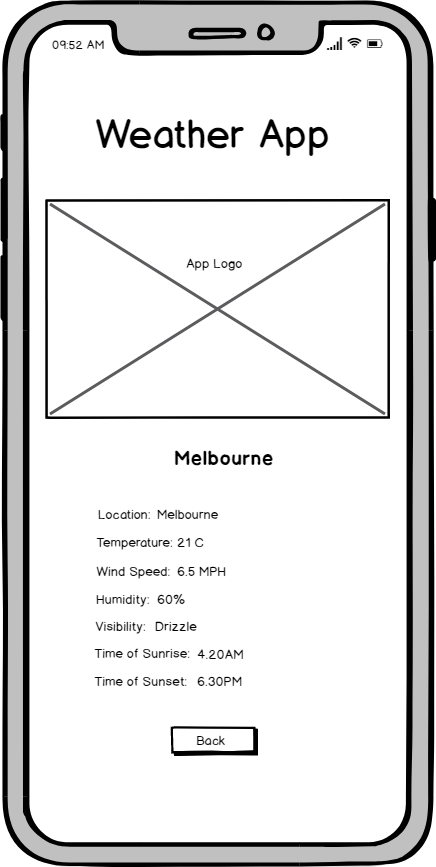 09:52 AM
Weather App
App Logo
Melbourne
Location: Melbourne
Temperature: 21 C
Wind Speed: 6.5 MPH
Humidity: 60%
Visibility: Drizzle
Time of Sunrise: 4.20AM
Time of Sunset: 6.30PM
Back